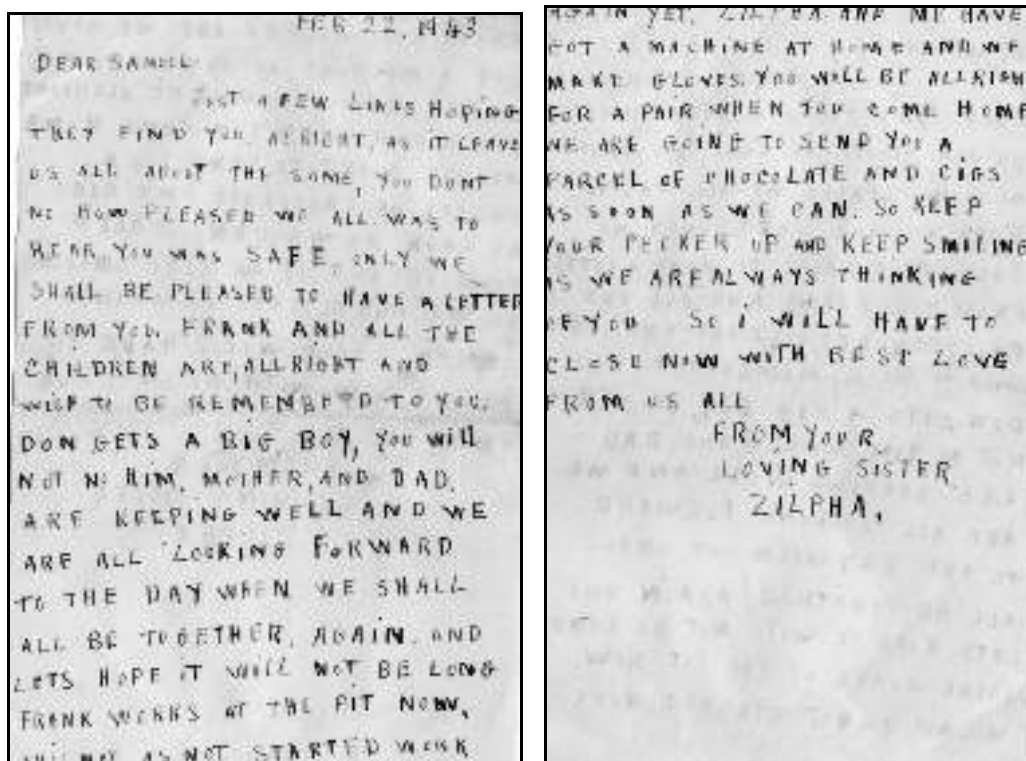 FEB 22, 1943
DEAR SAMUEL
JUST A FEW LINES HOPING
THEY FIND YOU. ALRIGHT, AS IT LEAVE
US ALL ABOUT THE SAME, YOU DONT
NO HOW PLEASED WE ALL WAS TO
HEAR YOU WAS SAFE, ONLY WE
SHALL BE PLEASED TO HAVE A LETTER
FROM YOU. FRANK AND ALL THE
CHILDREN ARE, ALLRIGHT AND
WISH TO BE REMEMBERD TO YOU.
DON GETS A BIG BOY, YOU WILL
NOT NO HIM. MOTHER, AND DAD.
ARE KEEPING WELL AND WE
ARE ALL LOOKING FORWARD
TO THE DAY WHEN WE SHALL
ALL BE TOGETHER, AGAIN. AND
LETS HOPE IT WILL NOT BE LONG
FRANK WORKS AT THE PIT NOW,
AS NOT STARTED WORK
AGAIN YET. ZILPHA AND ME HAVE
GOT A MACHINE AT HOME AND WE
MAKE GLOVES. YOU WILL BE ALLRIGH
FOR A PAIR WHEN YOU COME HOME
WE ARE GOING TO SEND YOU A
PARCEL OF CHOCOLATE AND CIGS
AS SOON AS WE CAN. SO KEEP
YOUR PECKER UP AND KEEP SMILING
AS WE ARE ALWAYS THINKING
OF YOU SO I WILL HAVE TO
CLOSE NOW WITH BEST LOVE
FROM US ALL
FROM YOUR
LOVING SISTER
ZILPHA.